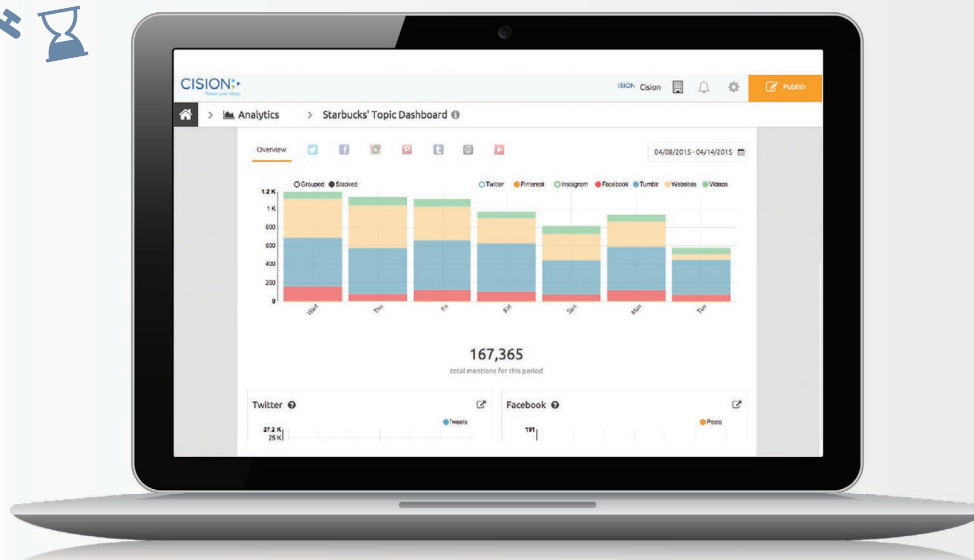 CISION
Cision
Publish
Analytics > Starbucks' Topic Dashboard
Overview
04/08/2015 - 04/14/2015
Grouped Stacked
Twitter Pinterest Instagram Facebook Tumblr Websites Videos
1.2 K
1 K
800
600
400
200
0
Wed Thu Fri Sat Sun Mon Tue
167,365
total mentions for this period
Twitter
Tweets
27.2 K
25 K
Facebook
Posts
191